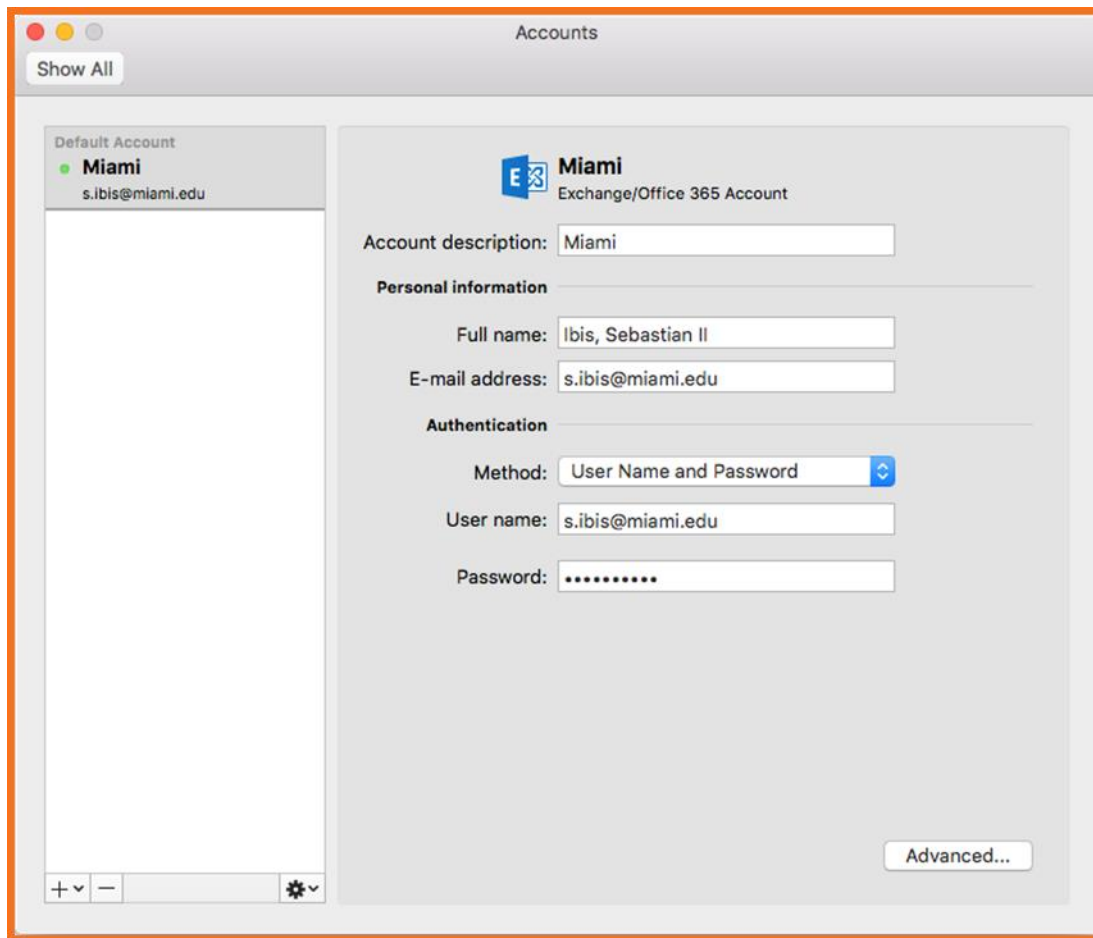 Accounts
Show All
Default Account
Miami
s.ibis@miami.edu
E
Miami
Exchange/Office 365 Account
Account description: Miami
Personal information
Full name: Ibis, Sebastian II
E-mail address: s.ibis@miami.edu
Authentication
Method: User Name and Password
User name: s.ibis@miami.edu
Password: ••••••••••
Advanced...